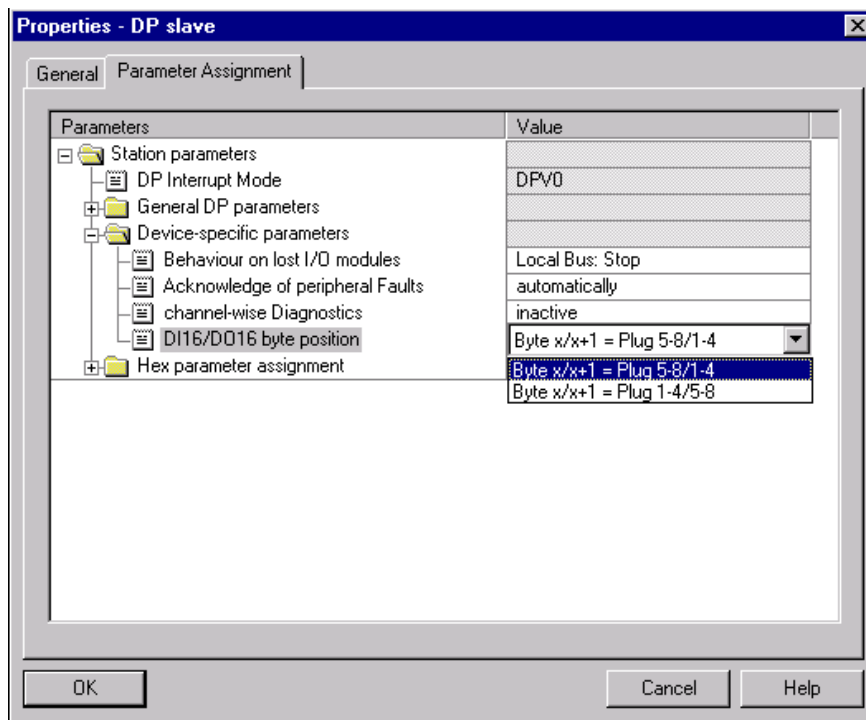 Properties - DP slave
General Parameter Assignment
Parameters Value
Station parameters
DP Interrupt Mode DPV0
General DP parameters
Device-specific parameters
Behaviour on lost I/O modules Local Bus: Stop
Acknowledge of peripheral Faults automatically
channel-wise Diagnostics inactive
DI16/DO16 byte position Byte x/x+1 = Plug 5-8/1-4
Hex parameter assignment Byte x/x+1 = Plug 5-8/1-4
Byte x/x+1 = Plug 1-4/5-8
OK Cancel Help